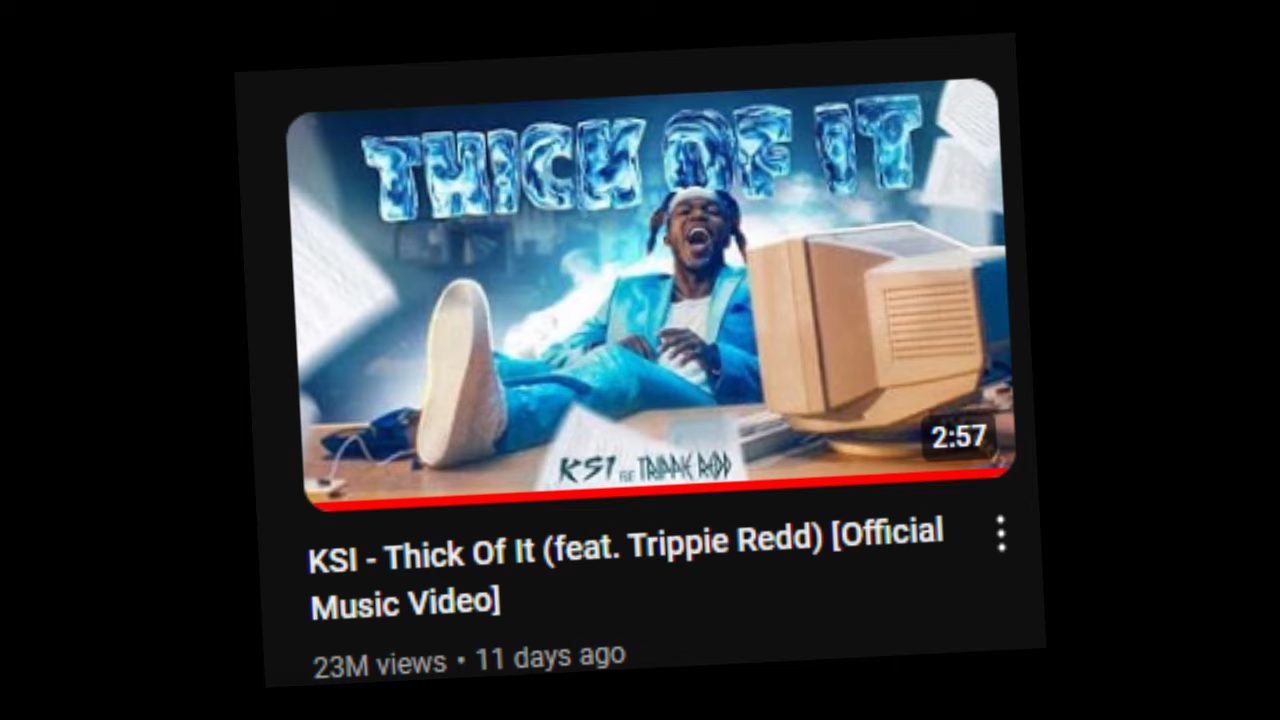 THICK OF IT
KSI FT. TRIPPIE REDD
2:57
KSI - Thick Of It (feat. Trippie Redd) [Official
Music Video]
23M views • 11 days ago